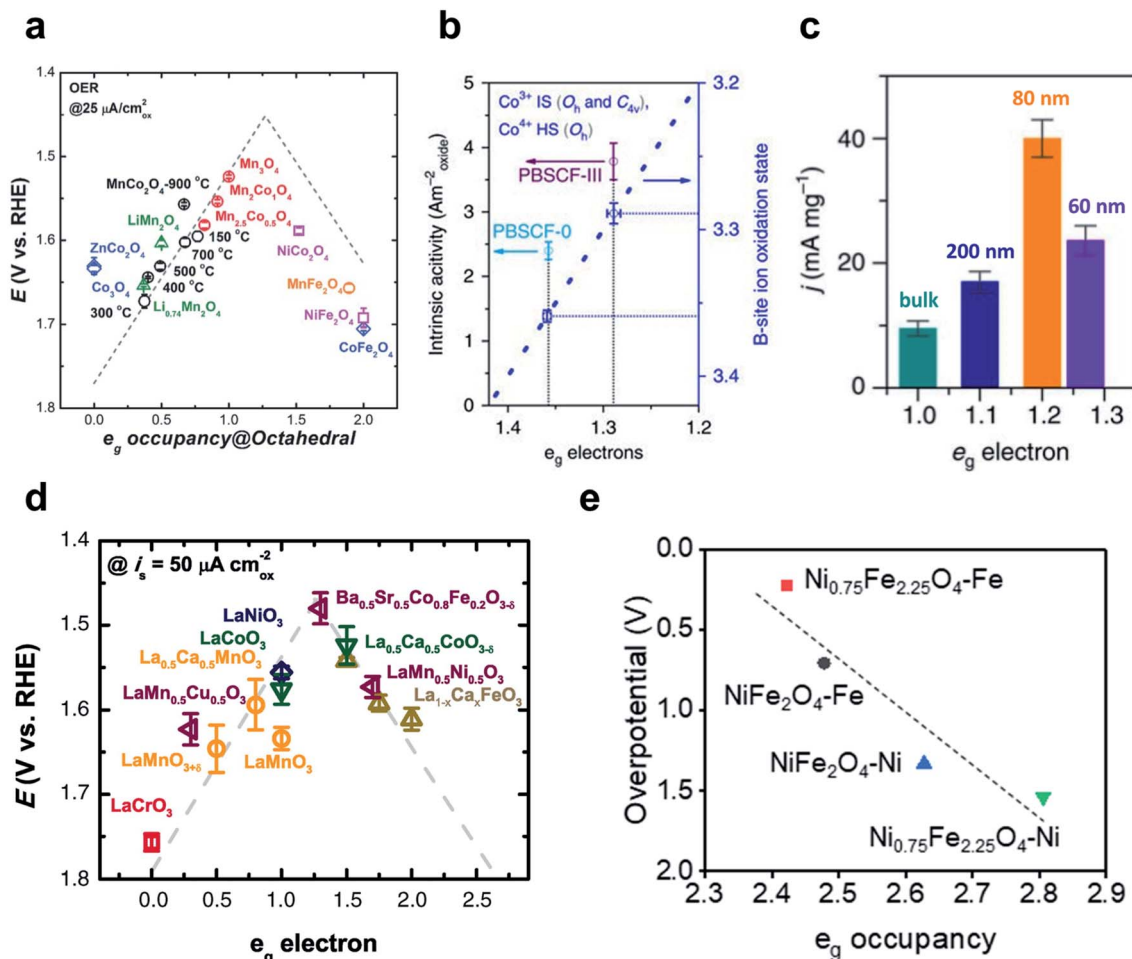 a
OER
@25 μA/cm²ox
E (V vs. RHE)
1.4
1.5
1.6
1.7
1.8
Mn₃O₄
Mn₂Co₁O₄
MnCo₂O₄-900 °C
Mn₂.₅Co₀.₅O₄
LiMn₂O₄
150 °C
NiCo₂O₄
700 °C
ZnCo₂O₄
500 °C
Co₃O₄
400 °C
MnFe₂O₄
Li₀.₇₄Mn₂O₄
300 °C
NiFe₂O₄
CoFe₂O₄
0.0 0.5 1.0 1.5 2.0
eg occupancy@Octahedral
b
Intrinsic acitivity (Am⁻²oxide)
5
4
3
2
1
0
Co³⁺ IS (Oh and C₄ᵥ),
Co⁴⁺ HS (Oh)
PBSCF-III
PBSCF-0
3.2
3.3
3.4
B-site ion oxidation state
1.4 1.3 1.2
eg electrons
c
j (mA mg⁻¹)
40
20
0
80 nm
60 nm
200 nm
bulk
1.0 1.1 1.2 1.3
eg electron
d
@ is = 50 μA cm⁻²ox
E (V vs. RHE)
1.4
1.5
1.6
1.7
1.8
Ba₀.₅Sr₀.₅Co₀.₈Fe₀.₂O₃₋δ
LaNiO₃
LaCoO₃
La₀.₅Ca₀.₅CoO₃₋δ
La₀.₅Ca₀.₅MnO₃
LaMn₀.₅Ni₀.₅O₃
LaMn₀.₅Cu₀.₅O₃
La₁₋ₓCaₓFeO₃
LaMnO₃₊δ
LaMnO₃
LaCrO₃
0.0 0.5 1.0 1.5 2.0 2.5
eg electron
e
Overpotential (V)
0.0
0.5
1.0
1.5
2.0
Ni₀.₇₅Fe₂.₂₅O₄-Fe
NiFe₂O₄-Fe
NiFe₂O₄-Ni
Ni₀.₇₅Fe₂.₂₅O₄-Ni
2.3 2.4 2.5 2.6 2.7 2.8 2.9
eg occupancy